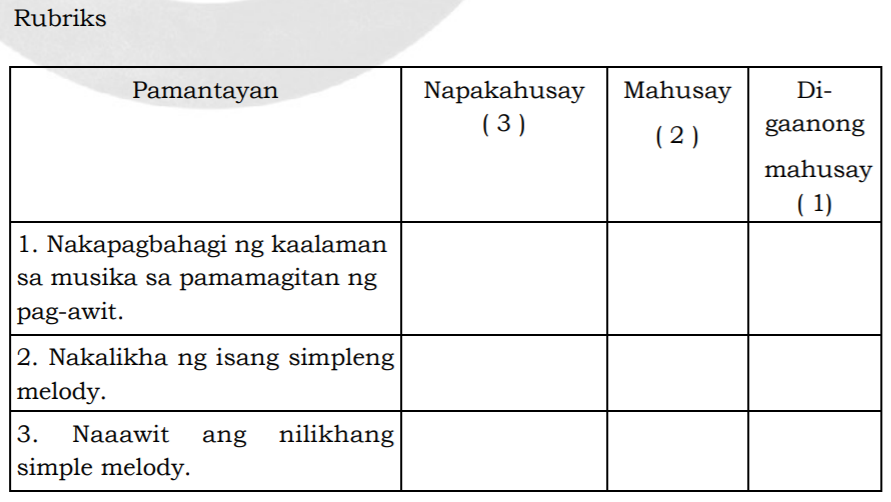 Rubriks
Pamantayan
Napakahusay
( 3 )
Mahusay
( 2 )
Di-
gaanong
mahusay
( 1)
1. Nakapagbahagi ng kaalaman
sa musika sa pamamagitan ng
pag-awit.
2. Nakalikha ng isang simpleng
melody.
3. Naaawit ang nilikhang
simple melody.